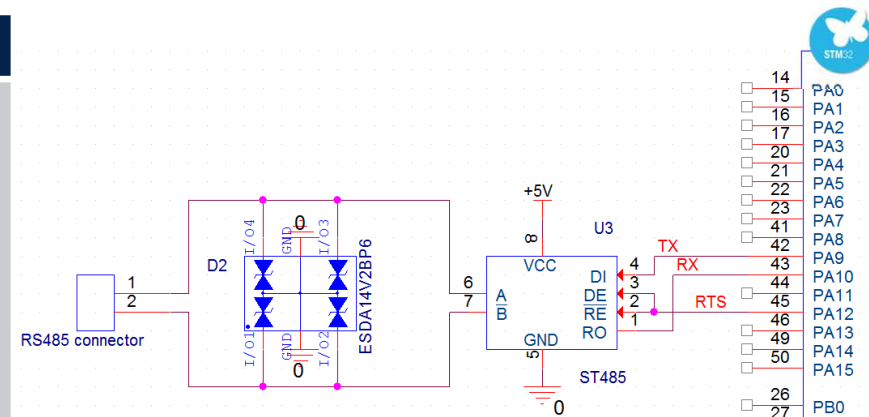 STM32
14 PA0
15 PA1
16 PA2
17 PA3
20 PA4
21 PA5
22 PA6
23 PA7
41 PA8
42 PA9
43 PA10
44 PA11
45 PA12
46 PA13
49 PA14
50 PA15
26 PB0
27
+5V
U3
8
VCC
TX
RX
RTS
4 DI
3 DE
2 RE
1 RO
6 A
7 B
GND
5
ST485
0
D2
I/O4
GND
0
I/O3
ESDA14V2BP6
I/O1
GND
0
I/O2
1
2
RS485 connector